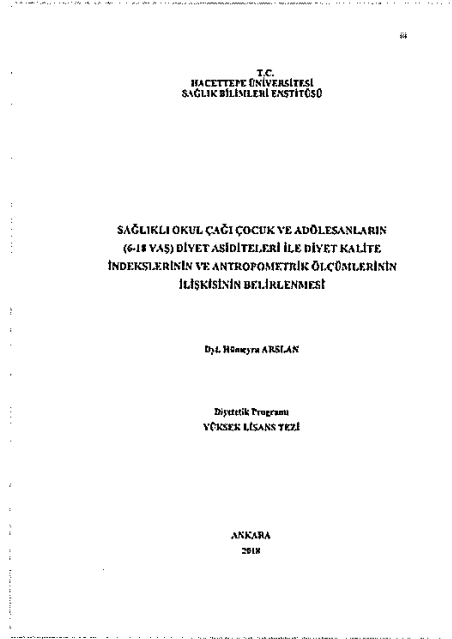 T.C.
HACETTEPE ÜNİVERSİTESİ
SAĞLIK BİLİMLERİ ENSTİTÜSÜ
SAĞLIKLI OKUL ÇAĞI ÇOCUK VE ADÖLESANLARIN
(6-18 YAŞ) DİYET ASİDİTELERİ İLE DİYET KALİTE
İNDEKSLERİNİN VE ANTROPOMETRİK ÖLÇÜMLERİNİN
İLİŞKİSİNİN BELİRLENMESİ
Dyt. Hümeyra ARSLAN
Diyetetik Programı
YÜKSEK LİSANS TEZİ
ANKARA
2018